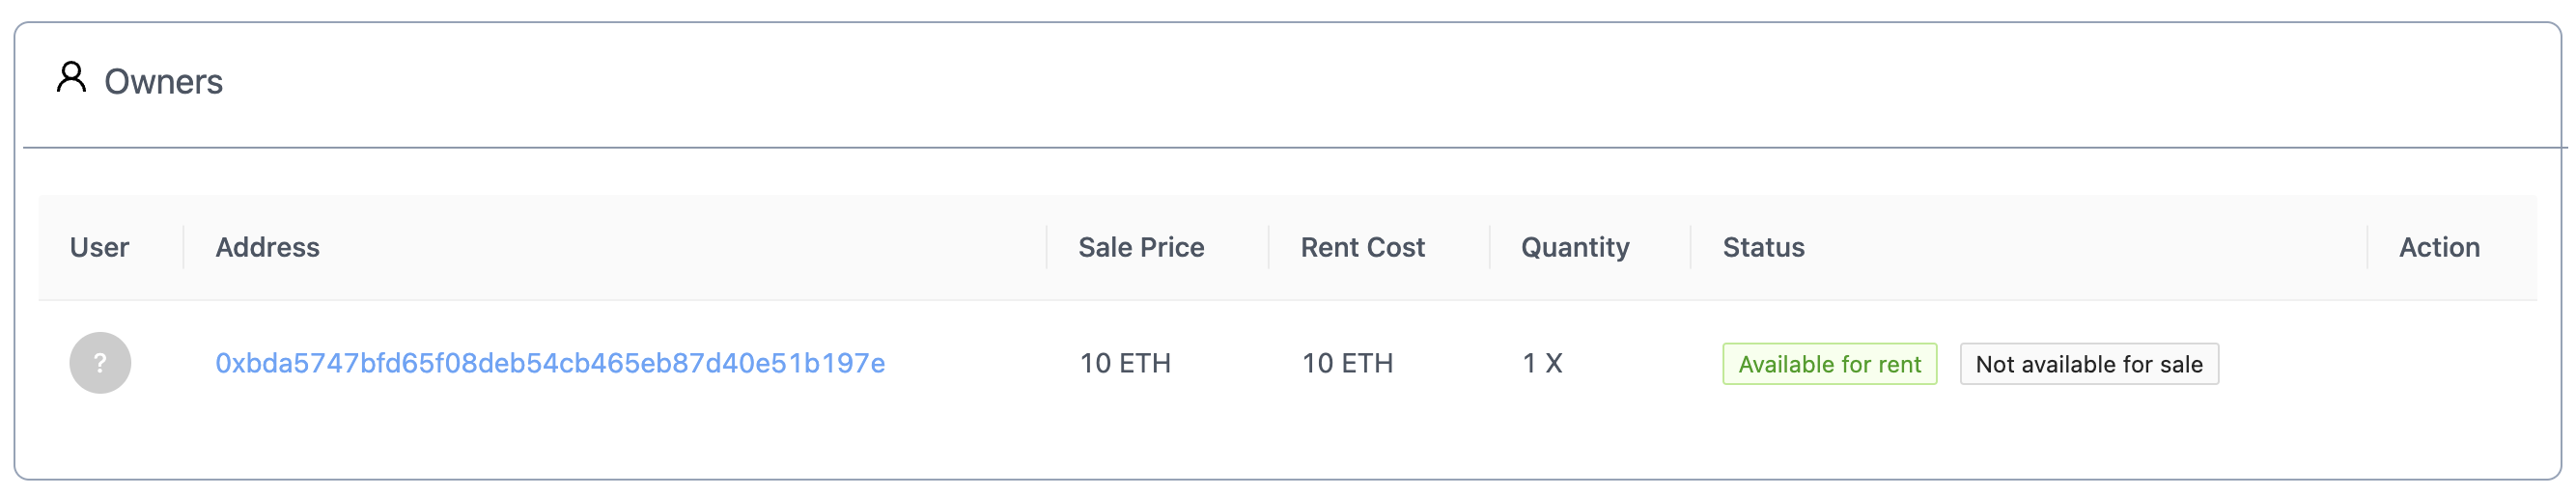 Owners
User Address Sale Price Rent Cost Quantity Status Action
? 0xbda5747bfd65f08deb54cb465eb87d40e51b197e 10 ETH 10 ETH 1 X Available for rent Not available for sale